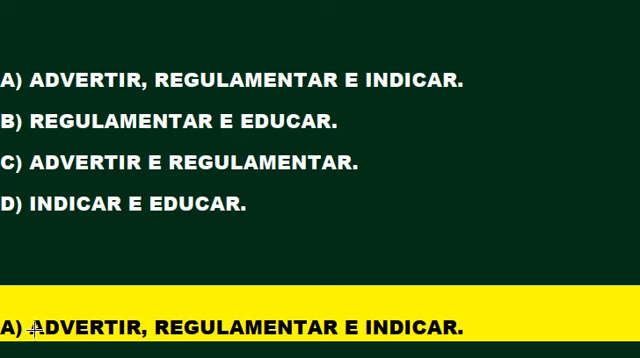 A) ADVERTIR, REGULAMENTAR E INDICAR.
B) REGULAMENTAR E EDUCAR.
C) ADVERTIR E REGULAMENTAR.
D) INDICAR E EDUCAR.
A) ADVERTIR, REGULAMENTAR E INDICAR.